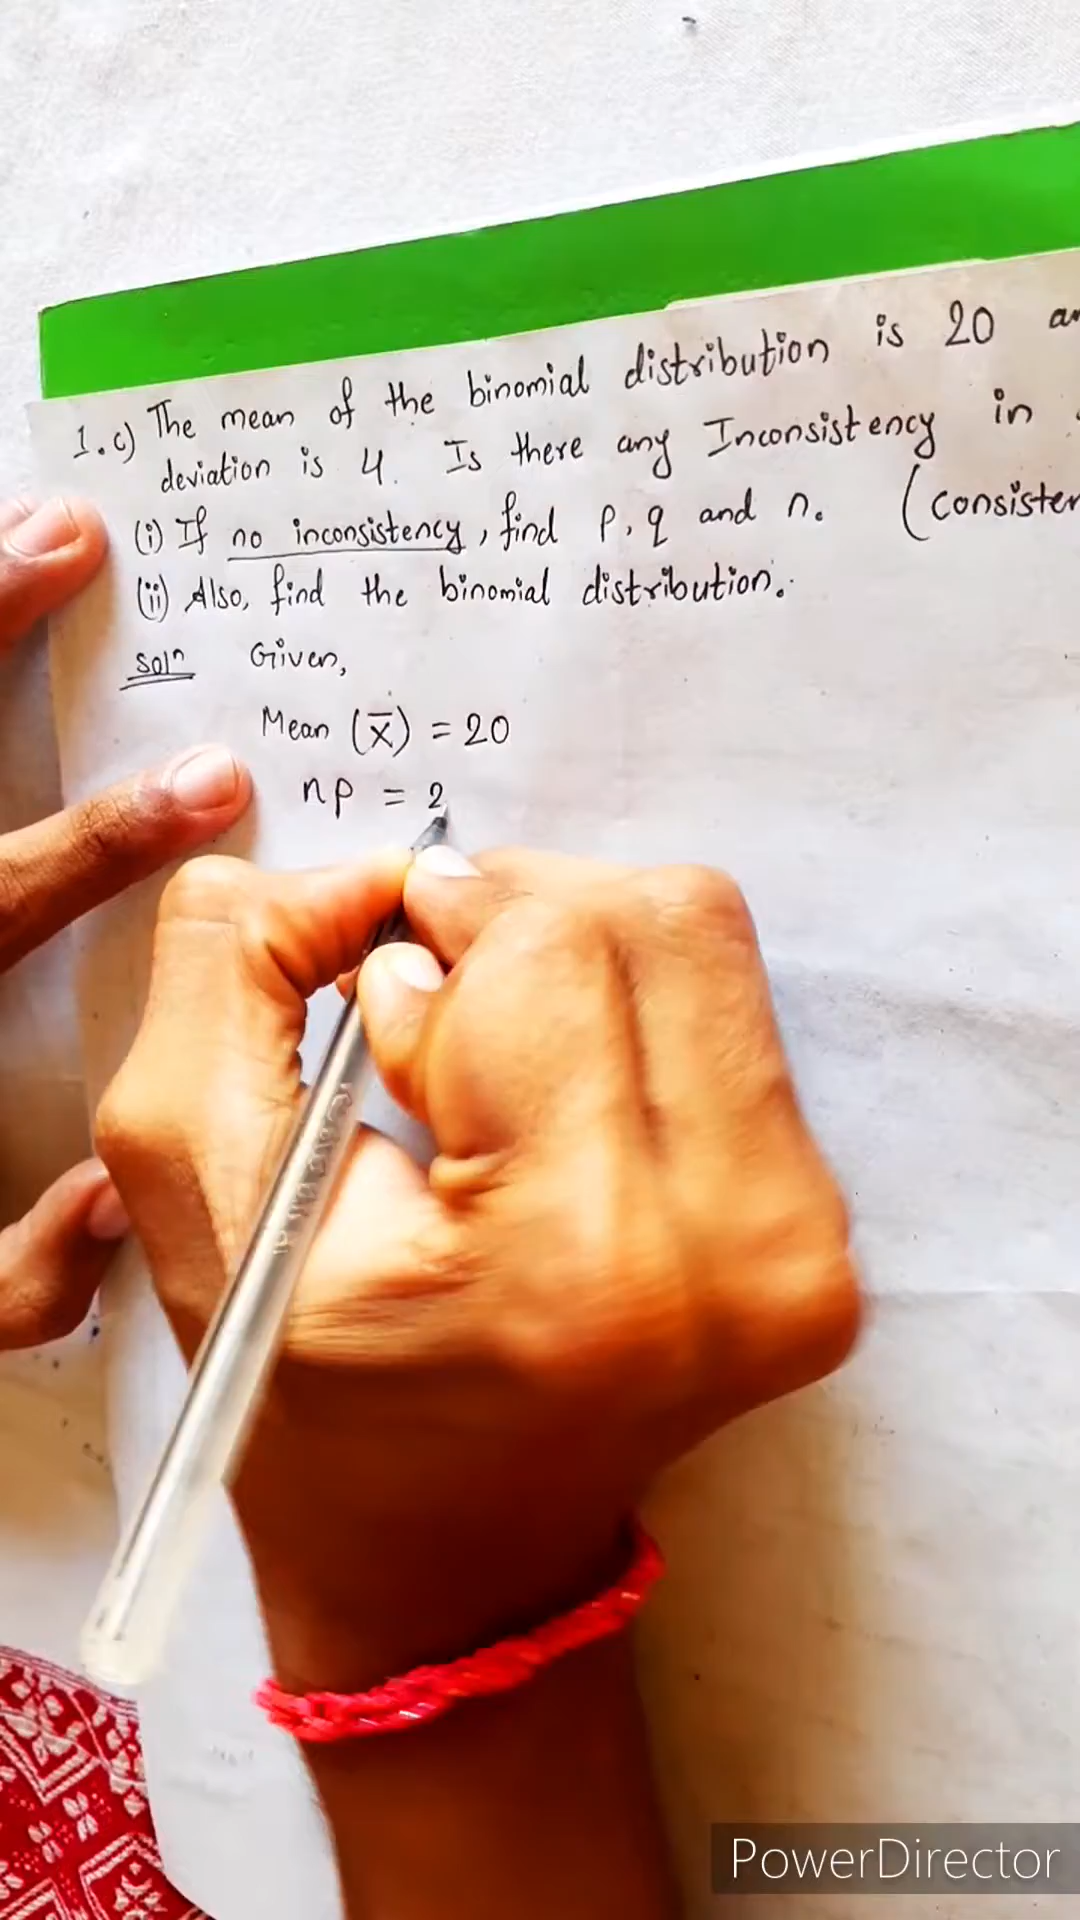 1.c) The mean of the binomial distribution is 20
deviation is 4. Is there any Inconsistency in
(i) If no inconsistency, find p, q and n.
(ii) Also, find the binomial distribution.
Solⁿ Given,
Mean (x̄) = 20
np = 2
PowerDirector